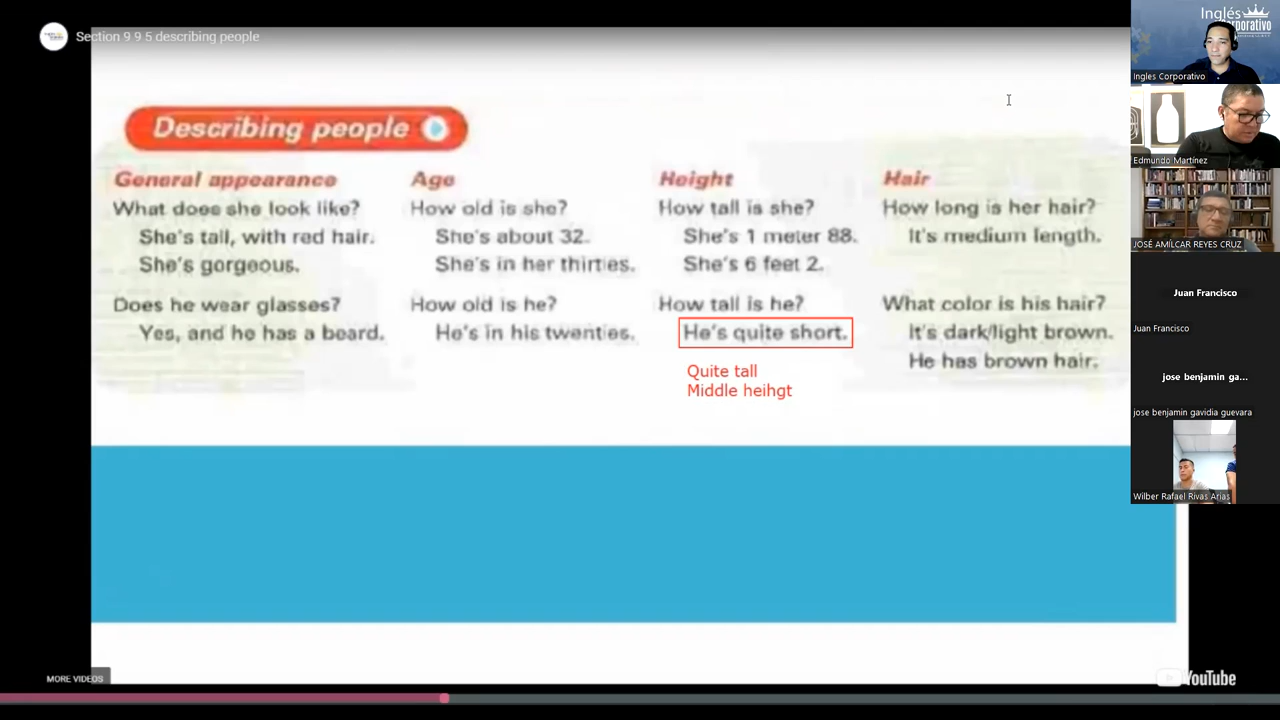 Section 9 9 5 describing people
Describing people
General appearance
What does she look like?
She's tall, with red hair.
She's gorgeous.
Does he wear glasses?
Yes, and he has a beard.
Age
How old is she?
She's about 32.
She's in her thirties.
How old is he?
He's in his twenties.
Height
How tall is she?
She's 1 meter 88.
She's 6 feet 2.
How tall is he?
He's quite short.
Quite tall
Middle heihgt
Hair
How long is her hair?
It's medium length.
What color is his hair?
It's dark/light brown.
He has brown hair.
MORE VIDEOS
YouTube
Inglés
Corporativo
Ingles Corporativo
Edmundo Martínez
JOSÉ AMÍLCAR REYES CRUZ
Juan Francisco
Juan Francisco
jose benjamin ga...
jose benjamin gavidia guevara
Wilber Rafael Rivas Arias